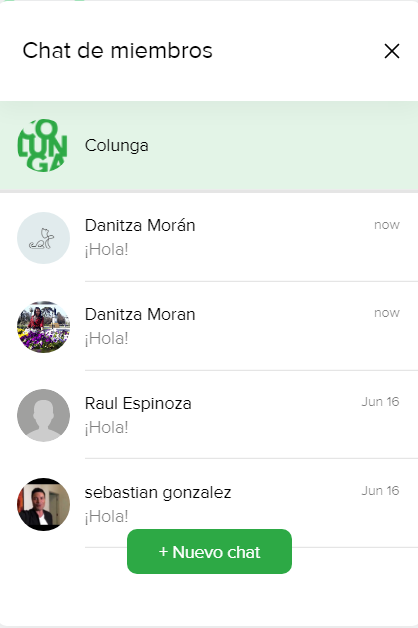 Chat de miembros
COLUNGA
Colunga
Danitza Morán
now
¡Hola!
Danitza Moran
now
¡Hola!
Raul Espinoza
Jun 16
¡Hola!
sebastian gonzalez
Jun 16
¡Hola!
+ Nuevo chat